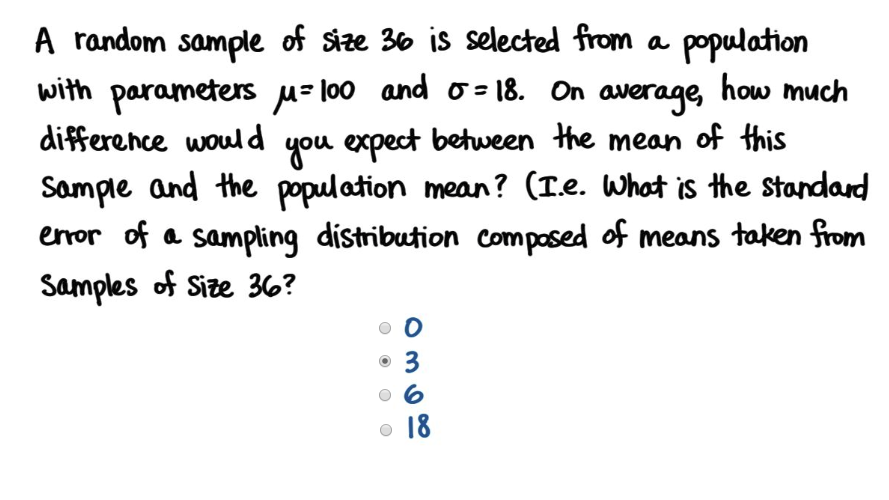 A random sample of size 36 is selected from a population
with parameters μ=100 and σ=18. On average, how much
difference would you expect between the mean of this
Sample and the population mean? (I.e. What is the standard
error of a sampling distribution composed of means taken from
Samples of Size 36?
0
3
6
18